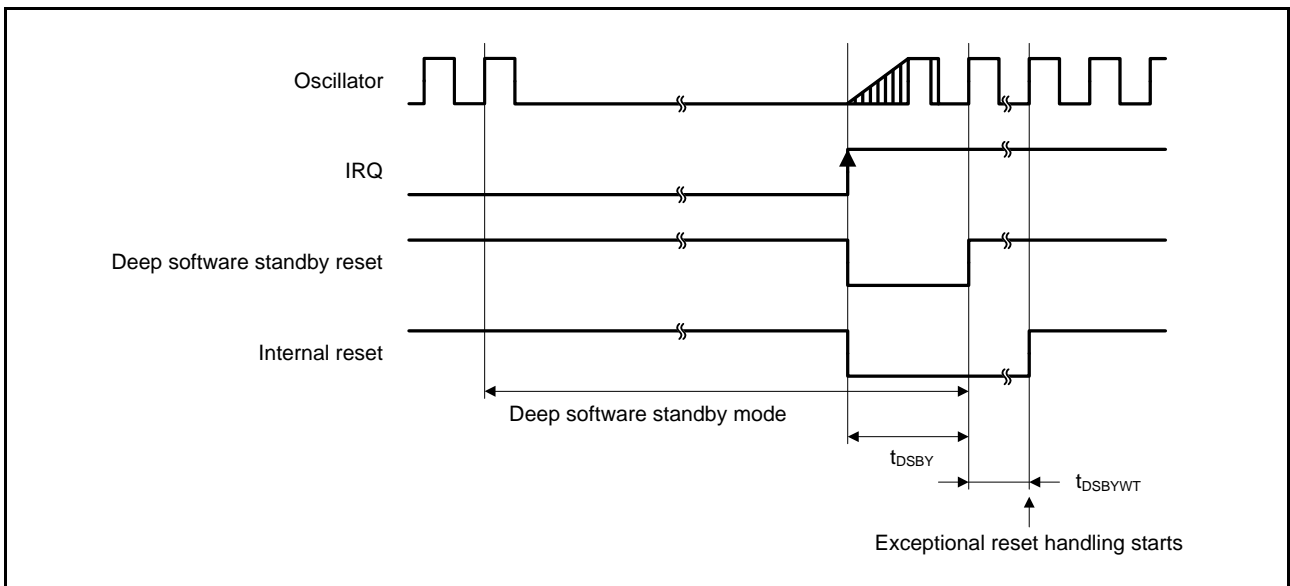 Oscillator
IRQ
Deep software standby reset
Internal reset
Deep software standby mode
tDSBY
tDSBYWT
Exceptional reset handling starts